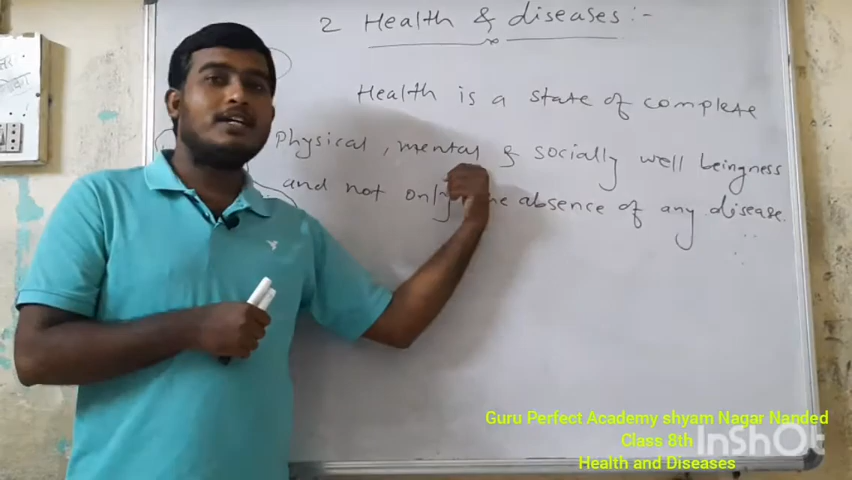 2 Health & diseases :-
Health is a state of complete
Physical, mental & socially well beingness
and not only the absence of any disease.
Guru Perfect Academy shyam Nagar Nanded
Class 8th
InShOt
Health and Diseases